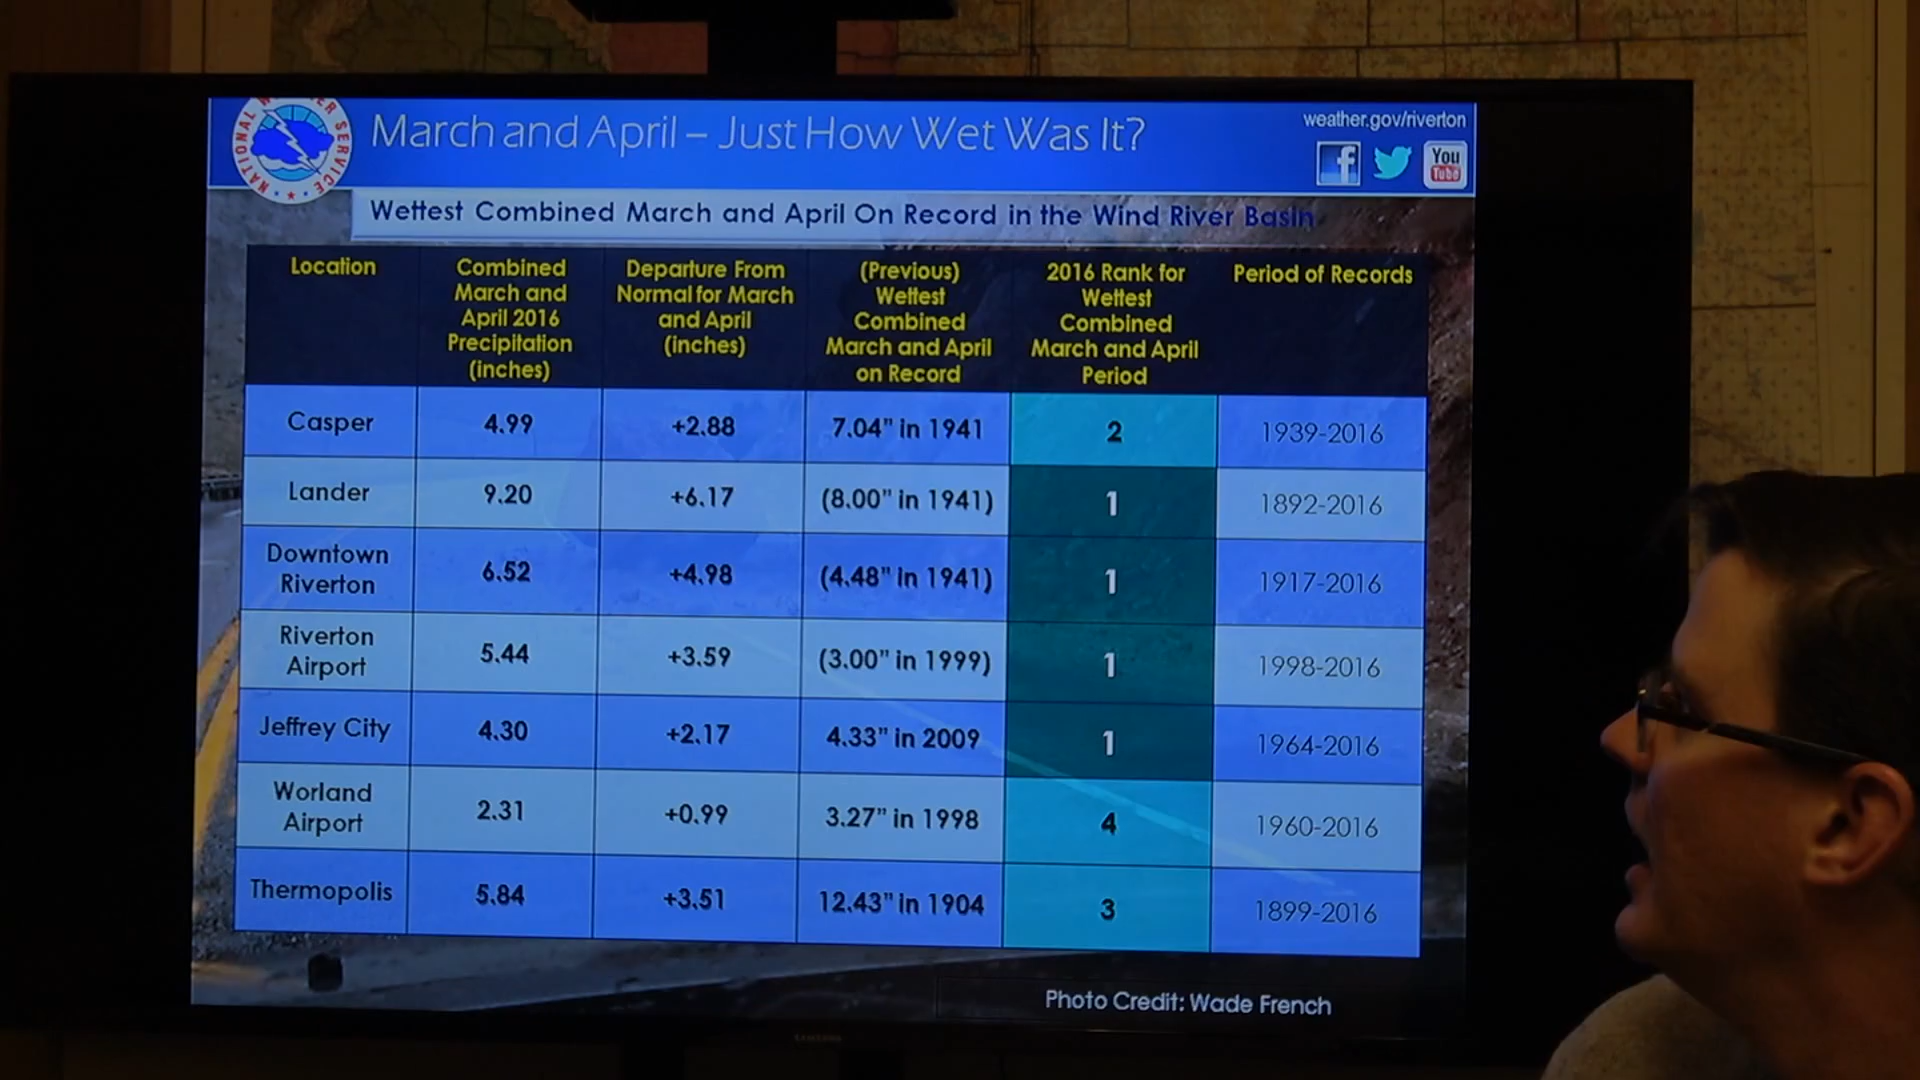 NATIONAL WEATHER SERVICE
March and April – Just How Wet Was It?
weather.gov/riverton
f
You
Tube
Wettest Combined March and April On Record in the Wind River Basin
Location
Combined
March and
April 2016
Precipitation
(inches)
Departure From
Normal for March
and April
(inches)
(Previous)
Wettest
Combined
March and April
on Record
2016 Rank for
Wettest
Combined
March and April
Period
Period of Records
Casper 4.99 +2.88 7.04" in 1941 2 1939-2016
Lander 9.20 +6.17 (8.00" in 1941) 1 1892-2016
Downtown
Riverton
6.52 +4.98 (4.48" in 1941) 1 1917-2016
Riverton
Airport
5.44 +3.59 (3.00" in 1999) 1 1998-2016
Jeffrey City 4.30 +2.17 4.33" in 2009 1 1964-2016
Worland
Airport
2.31 +0.99 3.27" in 1998 4 1960-2016
Thermopolis 5.84 +3.51 12.43" in 1904 3 1899-2016
Photo Credit: Wade French